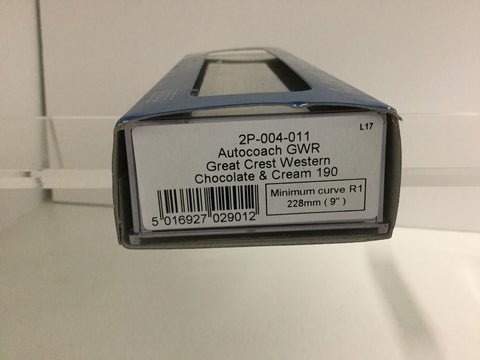 L17
2P-004-011
Autocoach GWR
Great Crest Western
Chocolate & Cream 190
Minimum curve R1
228mm ( 9" )
5 016927 029012